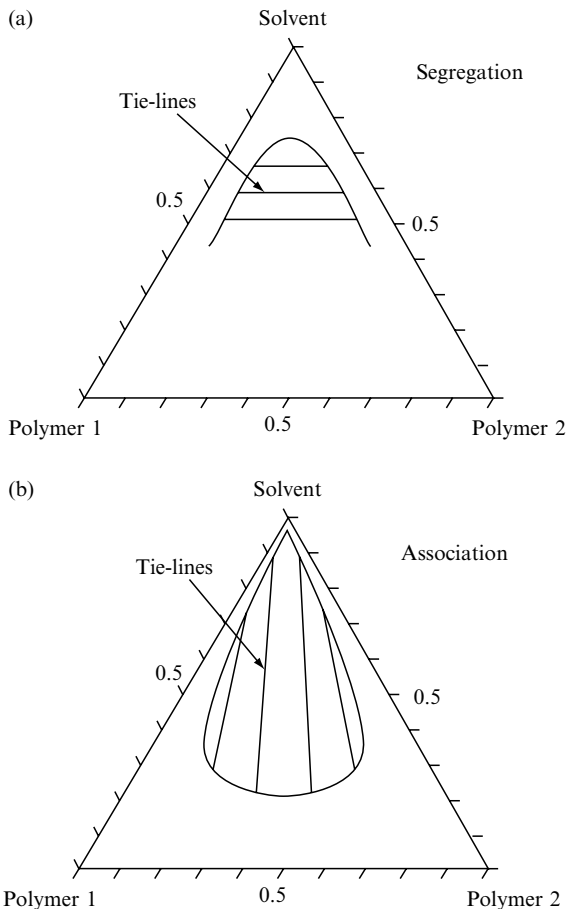 (a)
Solvent
Segregation
Tie-lines
0.5
0.5
Polymer 1
0.5
Polymer 2
(b)
Solvent
Association
Tie-lines
0.5
0.5
Polymer 1
0.5
Polymer 2